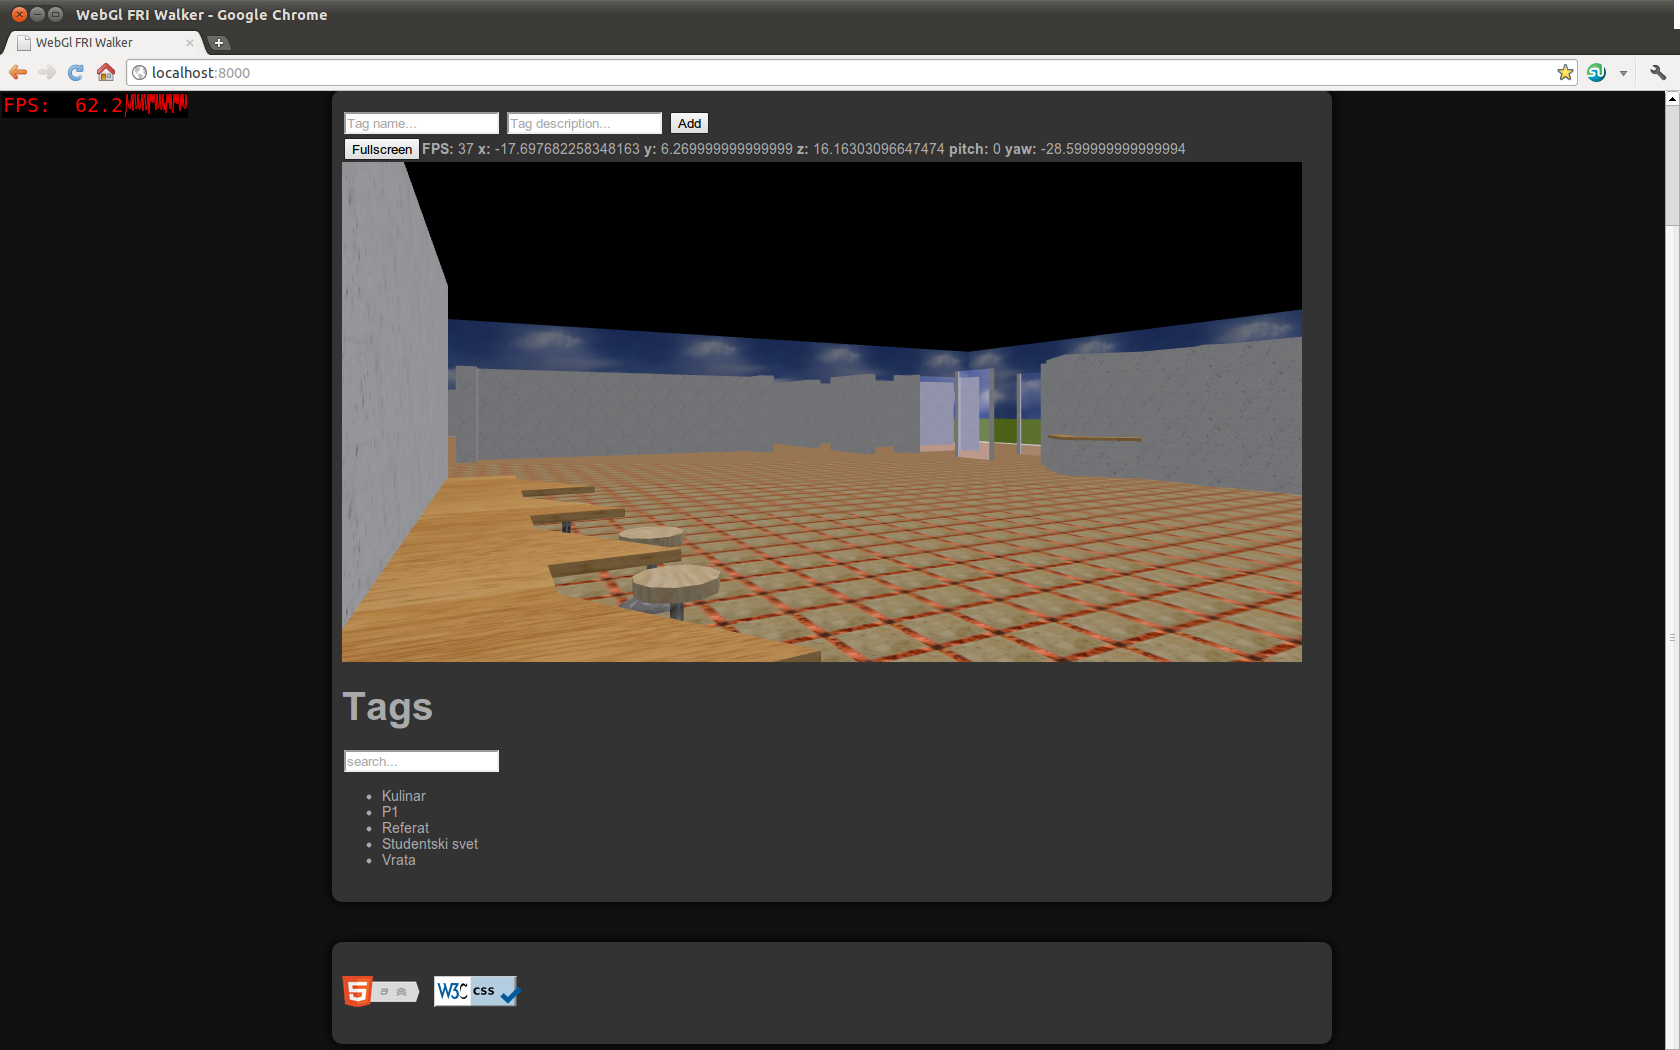 WebGl FRI Walker - Google Chrome
WebGl FRI Walker
localhost:8000
FPS: 62.2
Tag name... Tag description... Add
Fullscreen FPS: 37 x: -17.697682258348163 y: 6.269999999999999 z: 16.16303096647474 pitch: 0 yaw: -28.599999999999994
Tags
search...
Kulinar
P1
Referat
Studentski svet
Vrata
5 W3C css